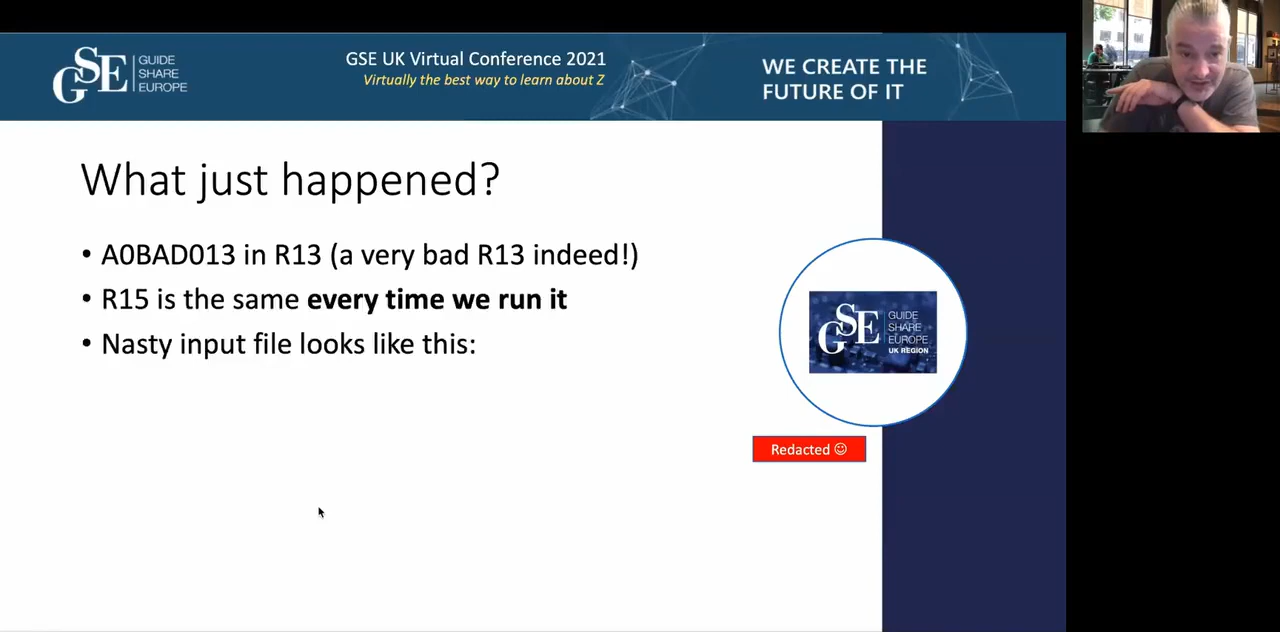 GSE
GUIDE
SHARE
EUROPE
GSE UK Virtual Conference 2021
Virtually the best way to learn about Z
WE CREATE THE
FUTURE OF IT
What just happened?
• A0BAD013 in R13 (a very bad R13 indeed!)
• R15 is the same every time we run it
• Nasty input file looks like this:
GSE
GUIDE
SHARE
EUROPE
UK REGION
Redacted ☺